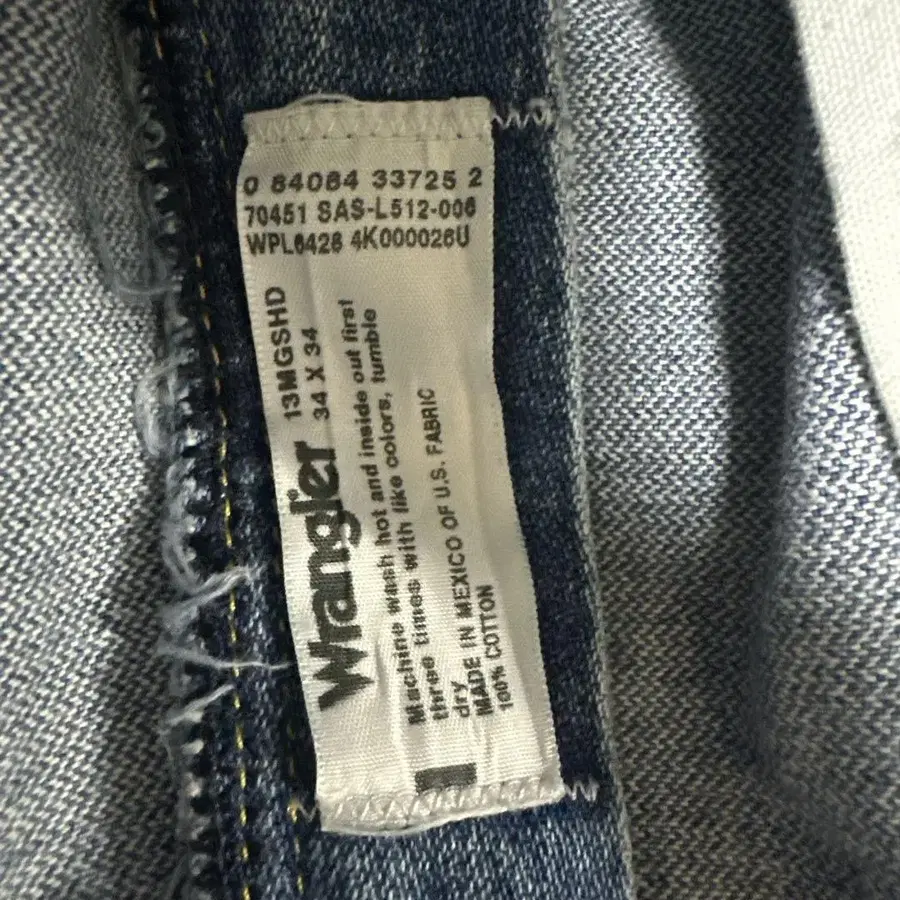 0 84084 33725 2
70451 SAS-L512-006
WPL6428 4K000026U
Wrangler 13MGSHD
34 X 34
Machine wash hot and inside out first
three times with like colors, tumble
dry
MADE IN MEXICO OF U.S. FABRIC
100% COTTON